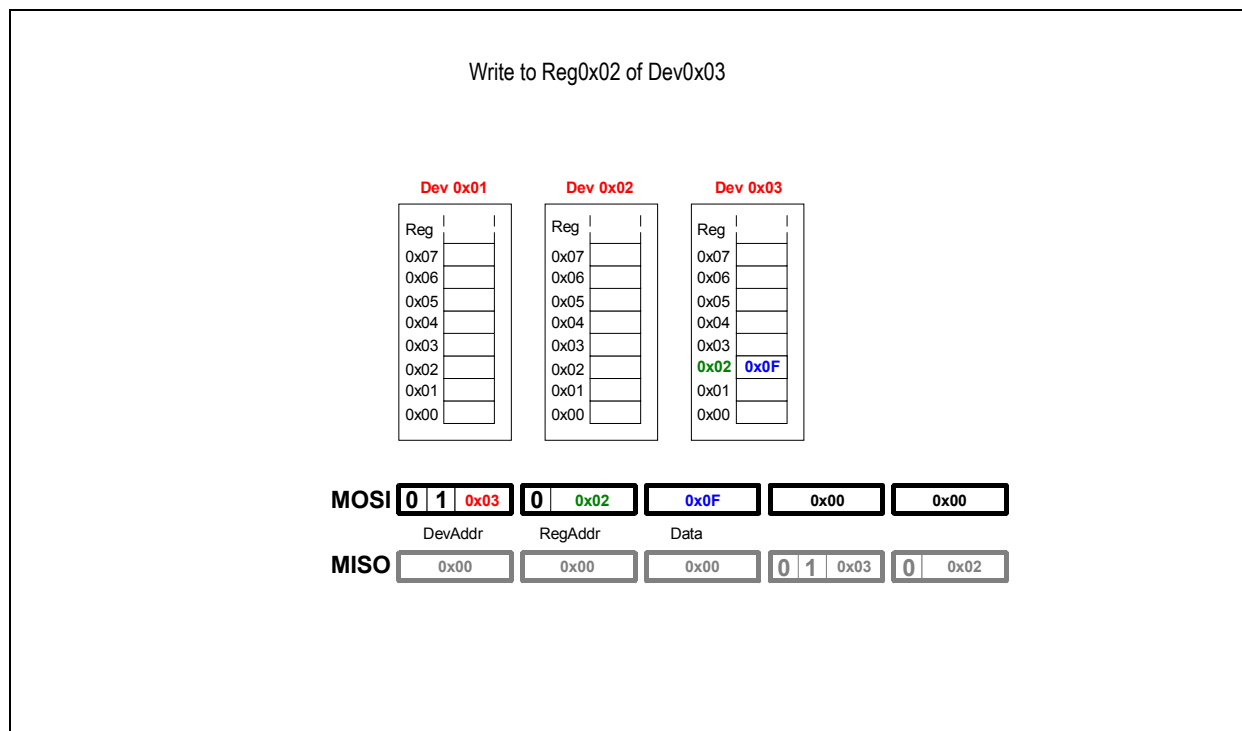 Write to Reg0x02 of Dev0x03
Dev 0x01 Dev 0x02 Dev 0x03
Reg Reg Reg
0x07 0x07 0x07
0x06 0x06 0x06
0x05 0x05 0x05
0x04 0x04 0x04
0x03 0x03 0x03
0x02 0x02 0x02 0x0F
0x01 0x01 0x01
0x00 0x00 0x00
MOSI 0 1 0x03 0 0x02 0x0F 0x00 0x00
DevAddr RegAddr Data
MISO 0x00 0x00 0x00 0 1 0x03 0 0x02